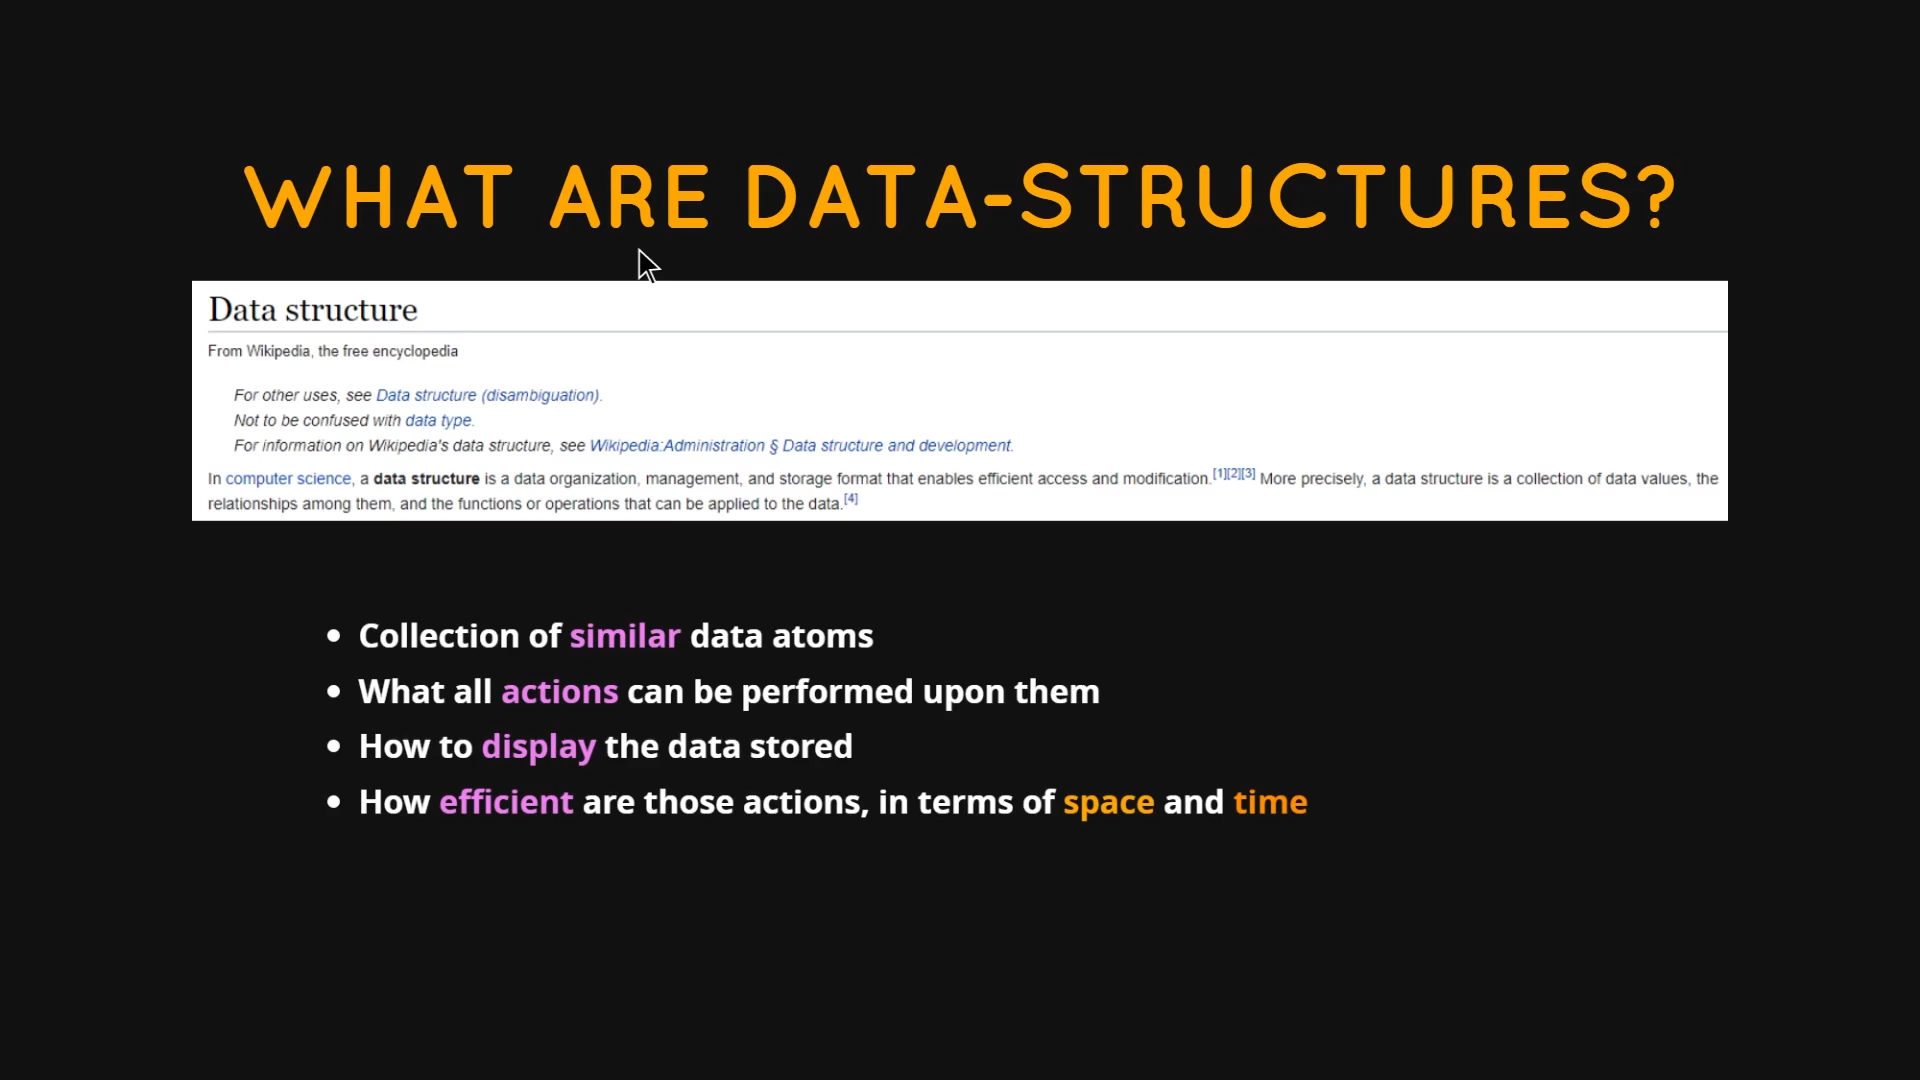 WHAT ARE DATA-STRUCTURES?
Data structure
From Wikipedia, the free encyclopedia
For other uses, see Data structure (disambiguation).
Not to be confused with data type.
For information on Wikipedia's data structure, see Wikipedia:Administration § Data structure and development.
In computer science, a data structure is a data organization, management, and storage format that enables efficient access and modification.[1][2][3] More precisely, a data structure is a collection of data values, the
relationships among them, and the functions or operations that can be applied to the data.[4]
• Collection of similar data atoms
• What all actions can be performed upon them
• How to display the data stored
• How efficient are those actions, in terms of space and time